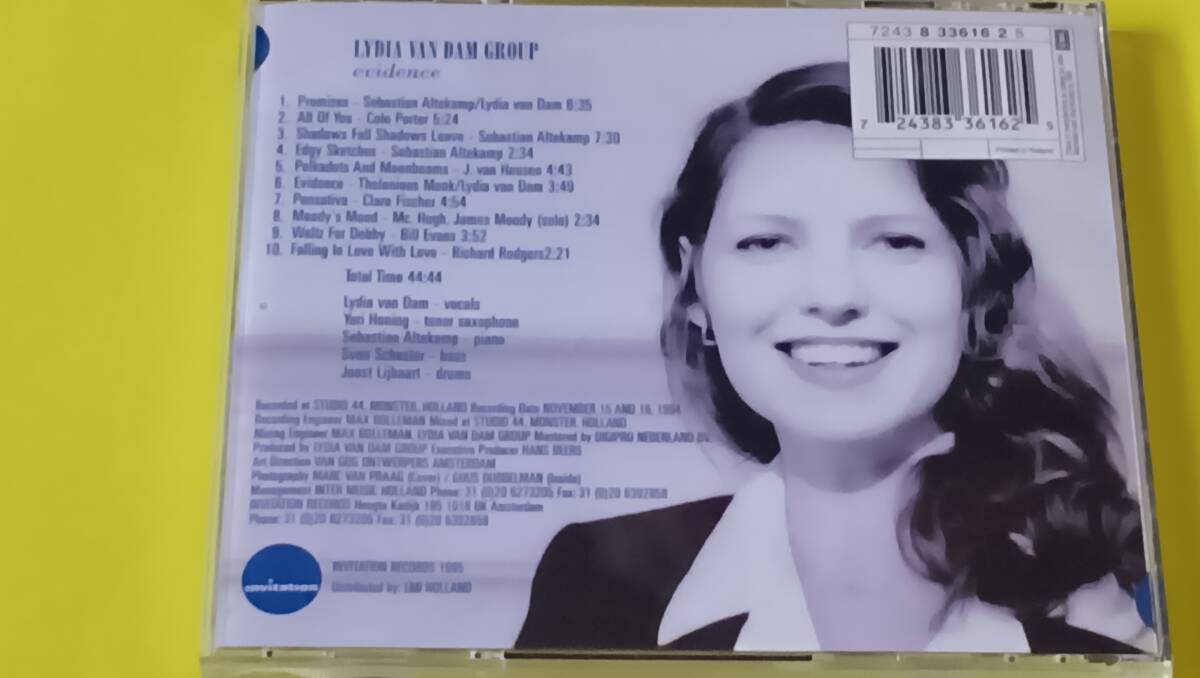 LYDIA VAN DAM GROUP
evidence
1. Promises - Sebastian Altekamp/Lydia van Dam 6:35
2. All Of You - Cole Porter 5:24
3. Shadows Fall Shadows Leave - Sebastian Altekamp 7:30
4. Edgy Sketches - Sebastian Altekamp 2:34
5. Polkadots And Moonbeams - J. van Heusen 4:43
6. Evidence - Thelonious Monk/Lydia van Dam 3:49
7. Pensativa - Clare Fischer 4:54
8. Moody's Mood - Mc. Hugh, James Moody (solo) 2:34
9. Waltz For Debby - Bill Evans 3:52
10. Falling In Love With Love - Richard Rodgers2:21
Total Time 44:44
Lydia van Dam - vocals
Yuri Honing - tenor saxophone
Sebastian Altekamp - piano
Sven Schuster - bass
Joost Lijbaart - drums
Recorded at STUDIO 44, MONSTER, HOLLAND Recording Date NOVEMBER 15 AND 16, 1994
Recording Engineer MAX BOLLEMAN Mixed at STUDIO 44, MONSTER, HOLLAND
Mixing Engineer MAX BOLLEMAN, LYDIA VAN DAM GROUP Mastered by DIGIPRO NEDERLAND BV
Produced by LYDIA VAN DAM GROUP Executive Producer HANS BEERS
Art Direction VAN GOG ONTWERPERS AMSTERDAM
Photography MARC VAN PRAAG (Cover) / GUUS DUBBELMAN (Inside)
Management INTER MUSIC HOLLAND Phone: 31 (0)20 6273205 Fax: 31 (0)20 6392858
INVITATION RECORDS Hoogte Kadijk 195 1018 BK Amsterdam
Phone: 31 (0)20 6273205 Fax: 31 (0)20 6392858
invitation
INVITATION RECORDS 1995
Distributed by: EMI HOLLAND
7243 8 33616 2 5
7 24383 36162 5